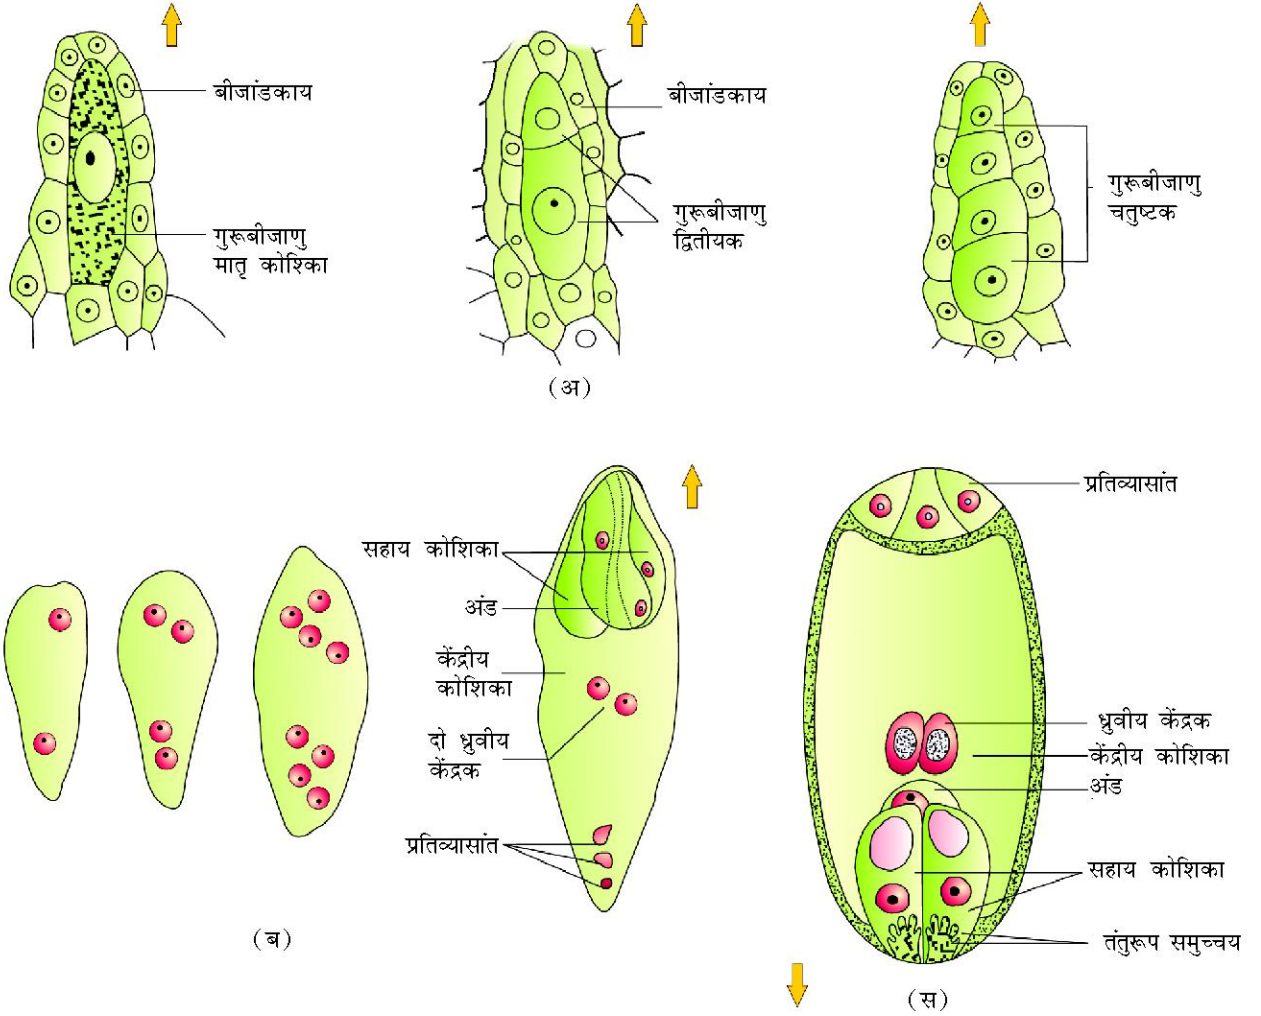 बीजांडकाय
गुरूबीजाणु
मातृ कोश्किा
बीजांडकाय
गुरूबीजाणु
द्वितीयक
गुरूबीजाणु
चतुष्टक
(अ)
सहाय कोशिका
अंड
केंद्रीय
कोशिका
दो ध्रुवीय
केंद्रक
प्रतिव्यासांत
(ब)
प्रतिव्यासांत
ध्रुवीय केंद्रक
केंद्रीय कोशिका
अंड
सहाय कोशिका
तंतुरूप समुच्चय
(स)